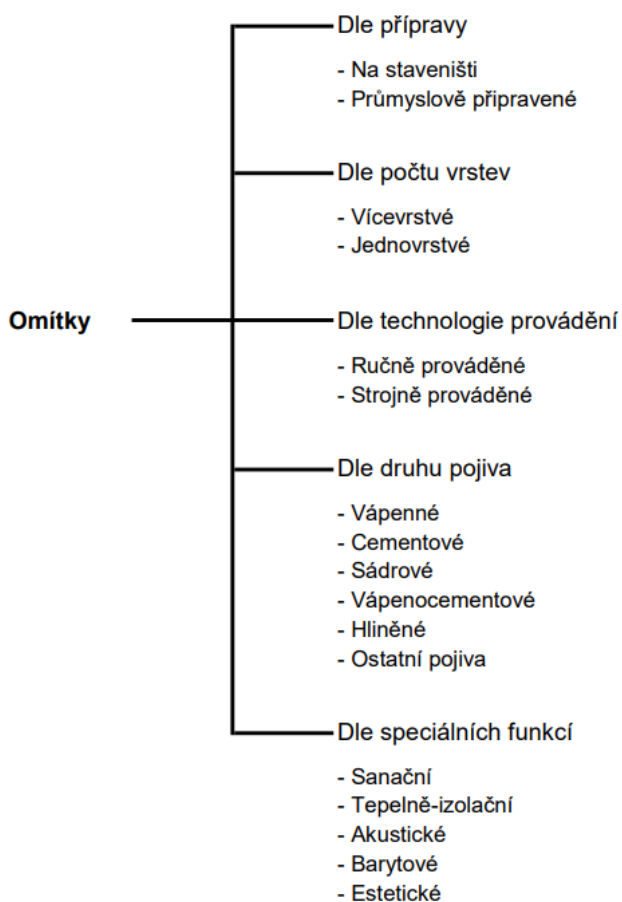 Dle přípravy
- Na staveništi
- Průmyslově připravené
Dle počtu vrstev
- Vícevrstvé
- Jednovrstvé
Omítky
Dle technologie provádění
- Ručně prováděné
- Strojně prováděné
Dle druhu pojiva
- Vápenné
- Cementové
- Sádrové
- Vápenocementové
- Hliněné
- Ostatní pojiva
Dle speciálních funkcí
- Sanační
- Tepelně-izolační
- Akustické
- Barytové
- Estetické